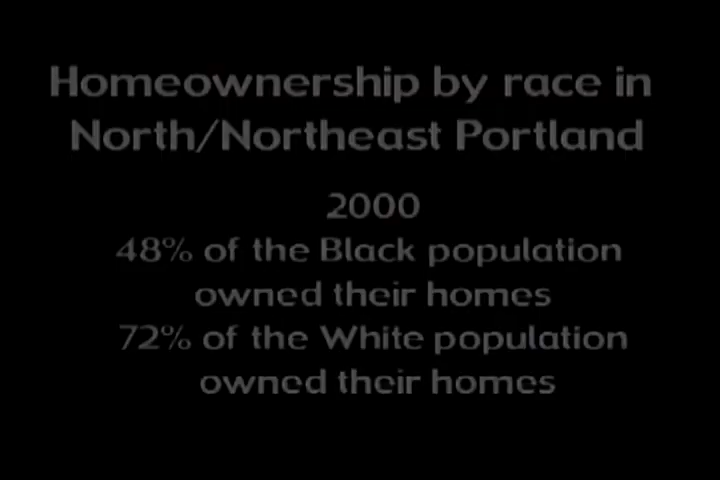 Homeownership by race in
North/Northeast Portland
2000
48% of the Black population
owned their homes
72% of the White population
owned their homes